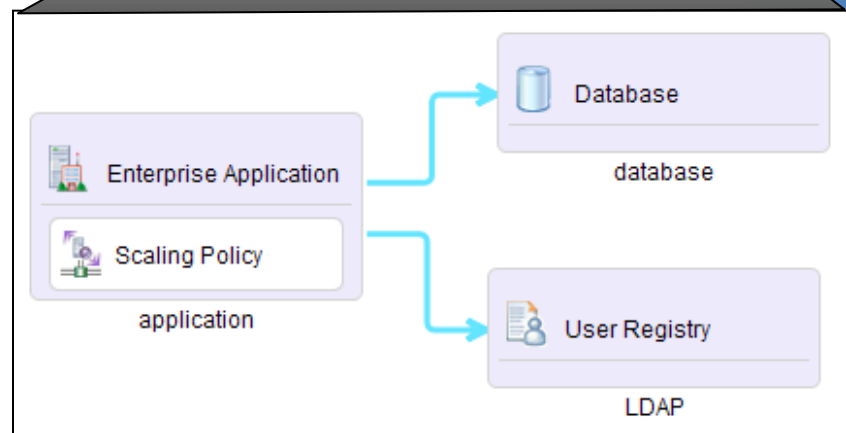 Enterprise Application
Scaling Policy
application
Database
database
User Registry
LDAP